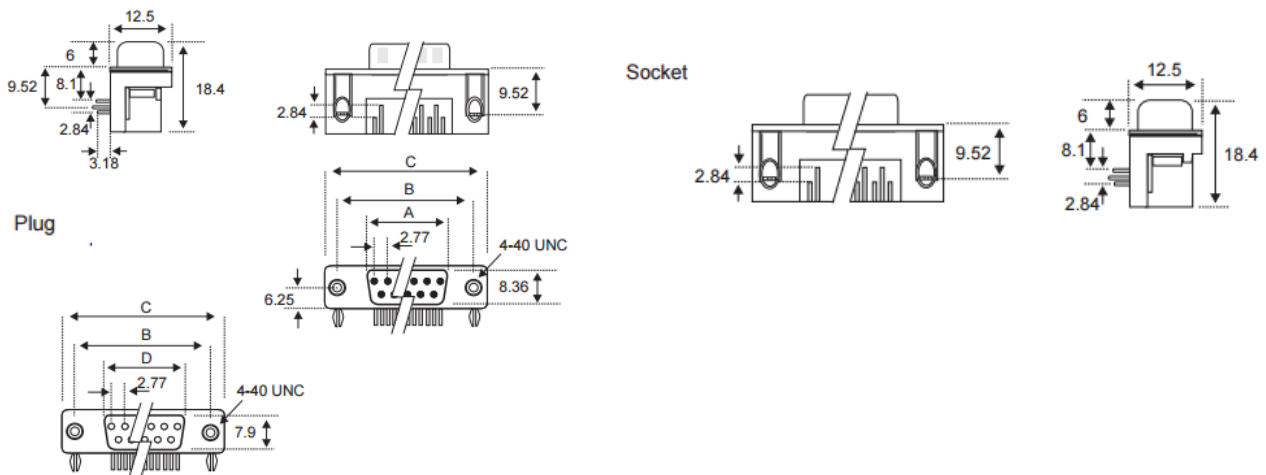 12.5
6
9.52
8.1
18.4
2.84
3.18
2.84
9.52
Socket
12.5
6
8.1
18.4
2.84
2.84
9.52
Plug
C
B
A
2.77
4-40 UNC
6.25
8.36
C
B
D
2.77
4-40 UNC
7.9